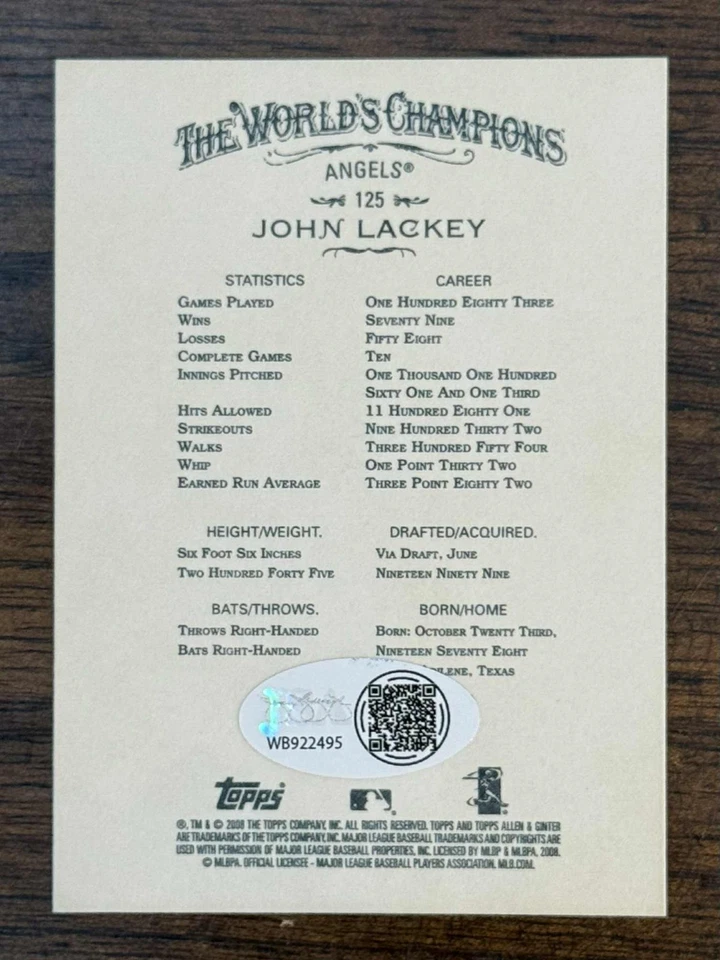 THE WORLD'S CHAMPIONS
ANGELS®
125
JOHN LACKEY
STATISTICS CAREER
GAMES PLAYED ONE HUNDRED EIGHTY THREE
WINS SEVENTY NINE
LOSSES FIFTY EIGHT
COMPLETE GAMES TEN
INNINGS PITCHED ONE THOUSAND ONE HUNDRED
SIXTY ONE AND ONE THIRD
HITS ALLOWED 11 HUNDRED EIGHTY ONE
STRIKEOUTS NINE HUNDRED THIRTY TWO
WALKS THREE HUNDRED FIFTY FOUR
WHIP ONE POINT THIRTY TWO
EARNED RUN AVERAGE THREE POINT EIGHTY TWO
HEIGHT/WEIGHT. DRAFTED/ACQUIRED.
SIX FOOT SIX INCHES VIA DRAFT, JUNE
TWO HUNDRED FORTY FIVE NINETEEN NINETY NINE
BATS/THROWS. BORN/HOME
THROWS RIGHT-HANDED BORN: OCTOBER TWENTY THIRD,
BATS RIGHT-HANDED NINETEEN SEVENTY EIGHT
TEXAS
WB922495
Topps
®, TM & © 2008 THE TOPPS COMPANY, INC. ALL RIGHTS RESERVED. TOPPS AND TOPPS ALLEN & GINTER
ARE TRADEMARKS OF THE TOPPS COMPANY, INC. MAJOR LEAGUE BASEBALL TRADEMARKS AND COPYRIGHTS ARE
USED WITH PERMISSION OF MAJOR LEAGUE BASEBALL PROPERTIES, INC. LICENSED BY MLBP & MLBPA, 2008.
© MLBPA. OFFICIAL LICENSEE - MAJOR LEAGUE BASEBALL PLAYERS ASSOCIATION. MLB.COM.